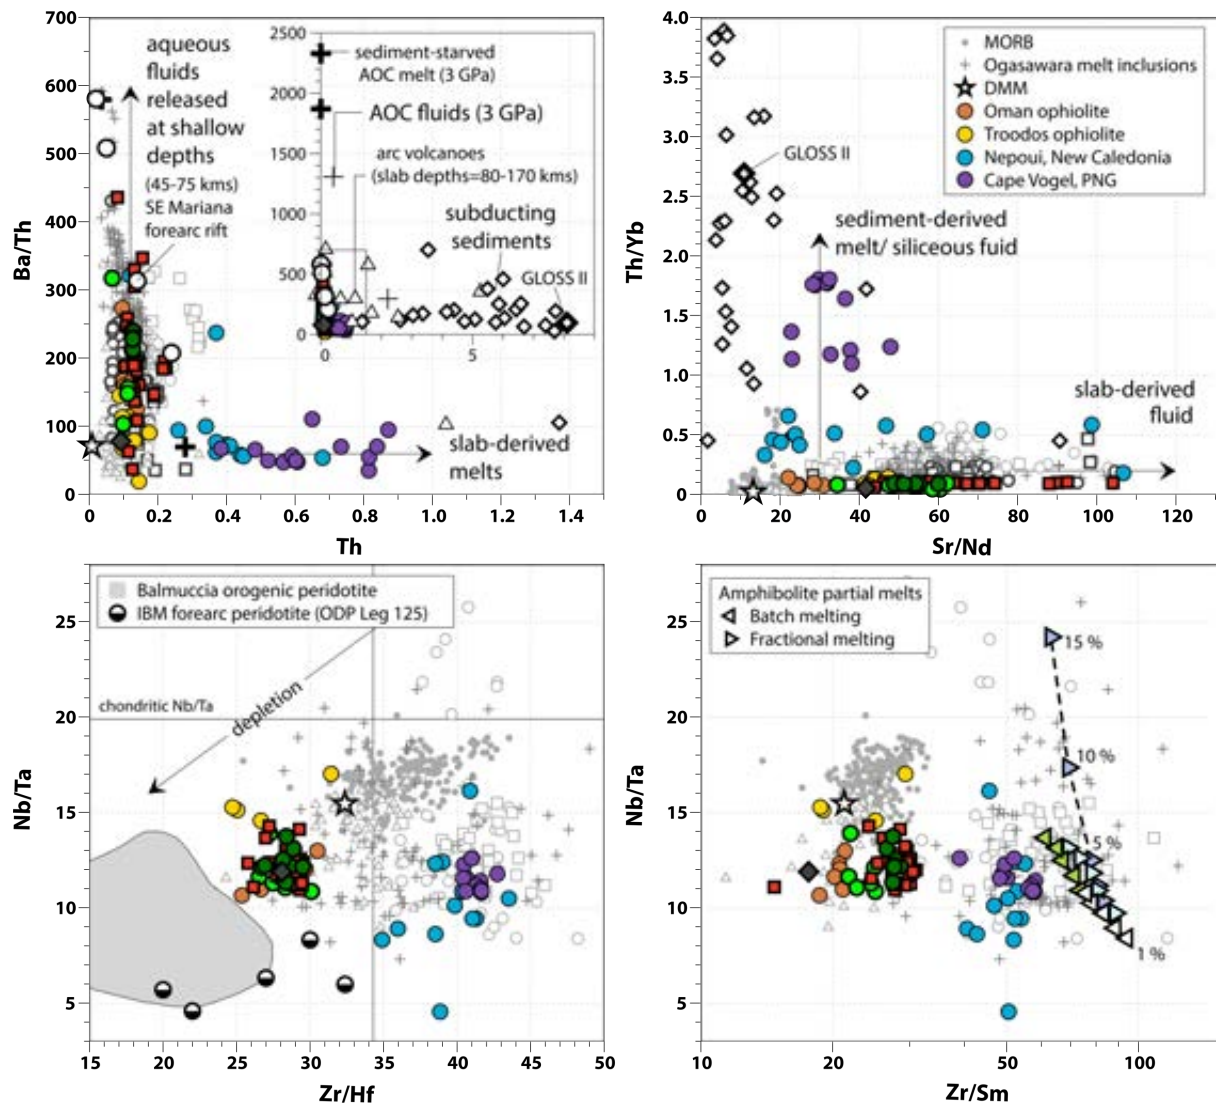 700
600
500
400
300
200
100
0
Ba/Th
0
0.2
0.4
0.6
0.8
1.0
1.2
1.4
Th
aqueous
fluids
released
at shallow
depths
(45-75 kms)
SE Mariana
forearc rift
2500
2000
1500
1000
500
0
0
5
sediment-starved
AOC melt (3 GPa)
AOC fluids (3 GPa)
arc volcanoes
(slab depths=80-170 kms)
subducting
sediments
GLOSS II
slab-derived
melts
4.0
3.5
3.0
2.5
2.0
1.5
1.0
0.5
0
Th/Yb
0
20
40
60
80
100
120
Sr/Nd
MORB
Ogasawara melt inclusions
DMM
Oman ophiolite
Troodos ophiolite
Nepoui, New Caledonia
Cape Vogel, PNG
GLOSS II
sediment-derived
melt/ siliceous fuid
slab-derived
fluid
25
20
15
10
5
Nb/Ta
15
20
25
30
35
40
45
50
Zr/Hf
Balmuccia orogenic peridotite
IBM forearc peridotite (ODP Leg 125)
chondritic Nb/Ta
depletion
25
20
15
10
5
Nb/Ta
10
20
50
100
Zr/Sm
Amphibolite partial melts
Batch melting
Fractional melting
15 %
10 %
5 %
1 %